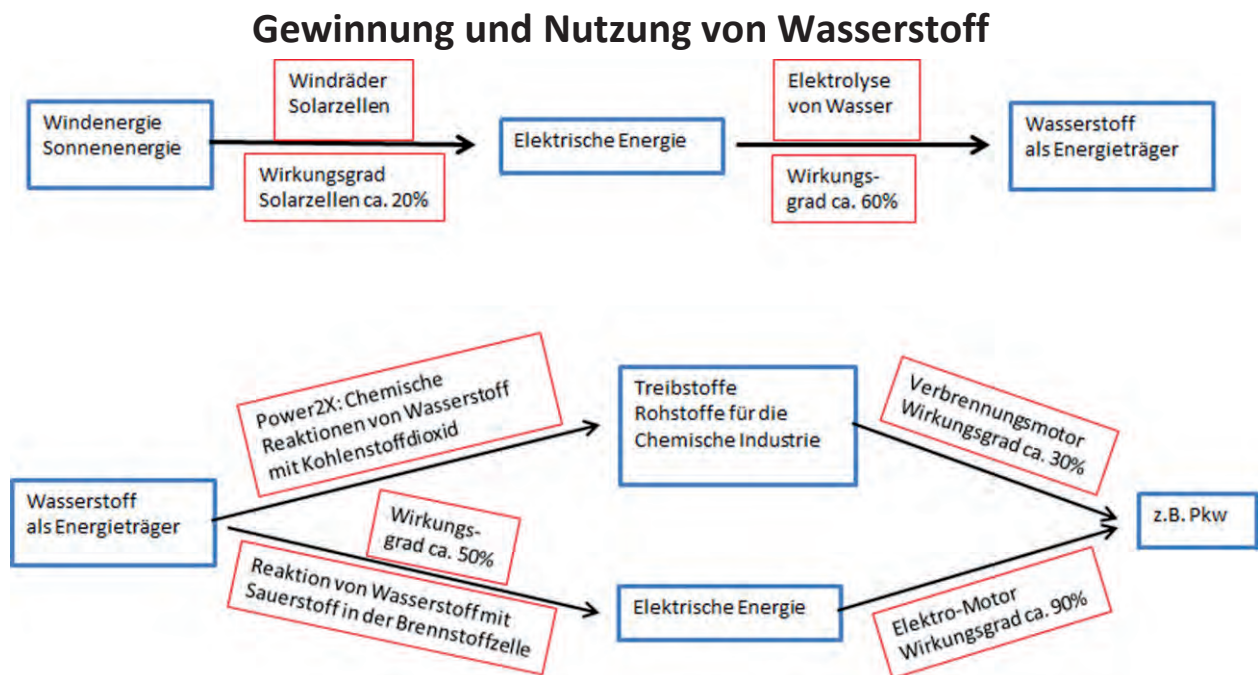 Gewinnung und Nutzung von Wasserstoff
Windenergie
Sonnenenergie
Windräder
Solarzellen
Wirkungsgrad
Solarzellen ca. 20%
Elektrische Energie
Elektrolyse
von Wasser
Wirkungs-
grad ca. 60%
Wasserstoff
als Energieträger
Wasserstoff
als Energieträger
Power2X: Chemische
Reaktionen von Wasserstoff
mit Kohlenstoffdioxid
Wirkungs-
grad ca. 50%
Reaktion von Wasserstoff mit
Sauerstoff in der Brennstoffzelle
Treibstoffe
Rohstoffe für die
Chemische Industrie
Elektrische Energie
Verbrennungsmotor
Wirkungsgrad ca. 30%
Elektro-Motor
Wirkungsgrad ca. 90%
z.B. Pkw